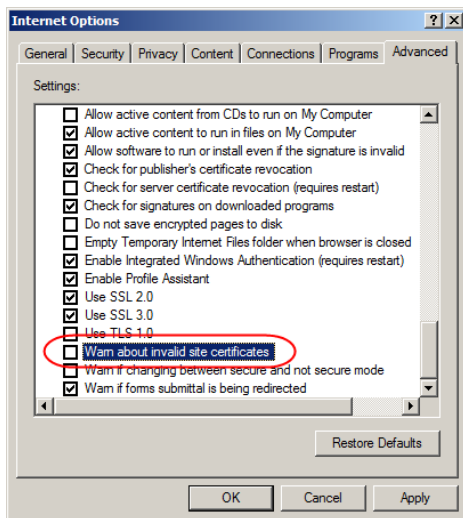 Internet Options
General Security Privacy Content Connections Programs Advanced
Settings:
Allow active content from CDs to run on My Computer
Allow active content to run in files on My Computer
Allow software to run or install even if the signature is invalid
Check for publisher's certificate revocation
Check for server certificate revocation (requires restart)
Check for signatures on downloaded programs
Do not save encrypted pages to disk
Empty Temporary Internet Files folder when browser is closed
Enable Integrated Windows Authentication (requires restart)
Enable Profile Assistant
Use SSL 2.0
Use SSL 3.0
Use TLS 1.0
Warn about invalid site certificates
Warn if changing between secure and not secure mode
Warn if forms submittal is being redirected
Restore Defaults
OK Cancel Apply